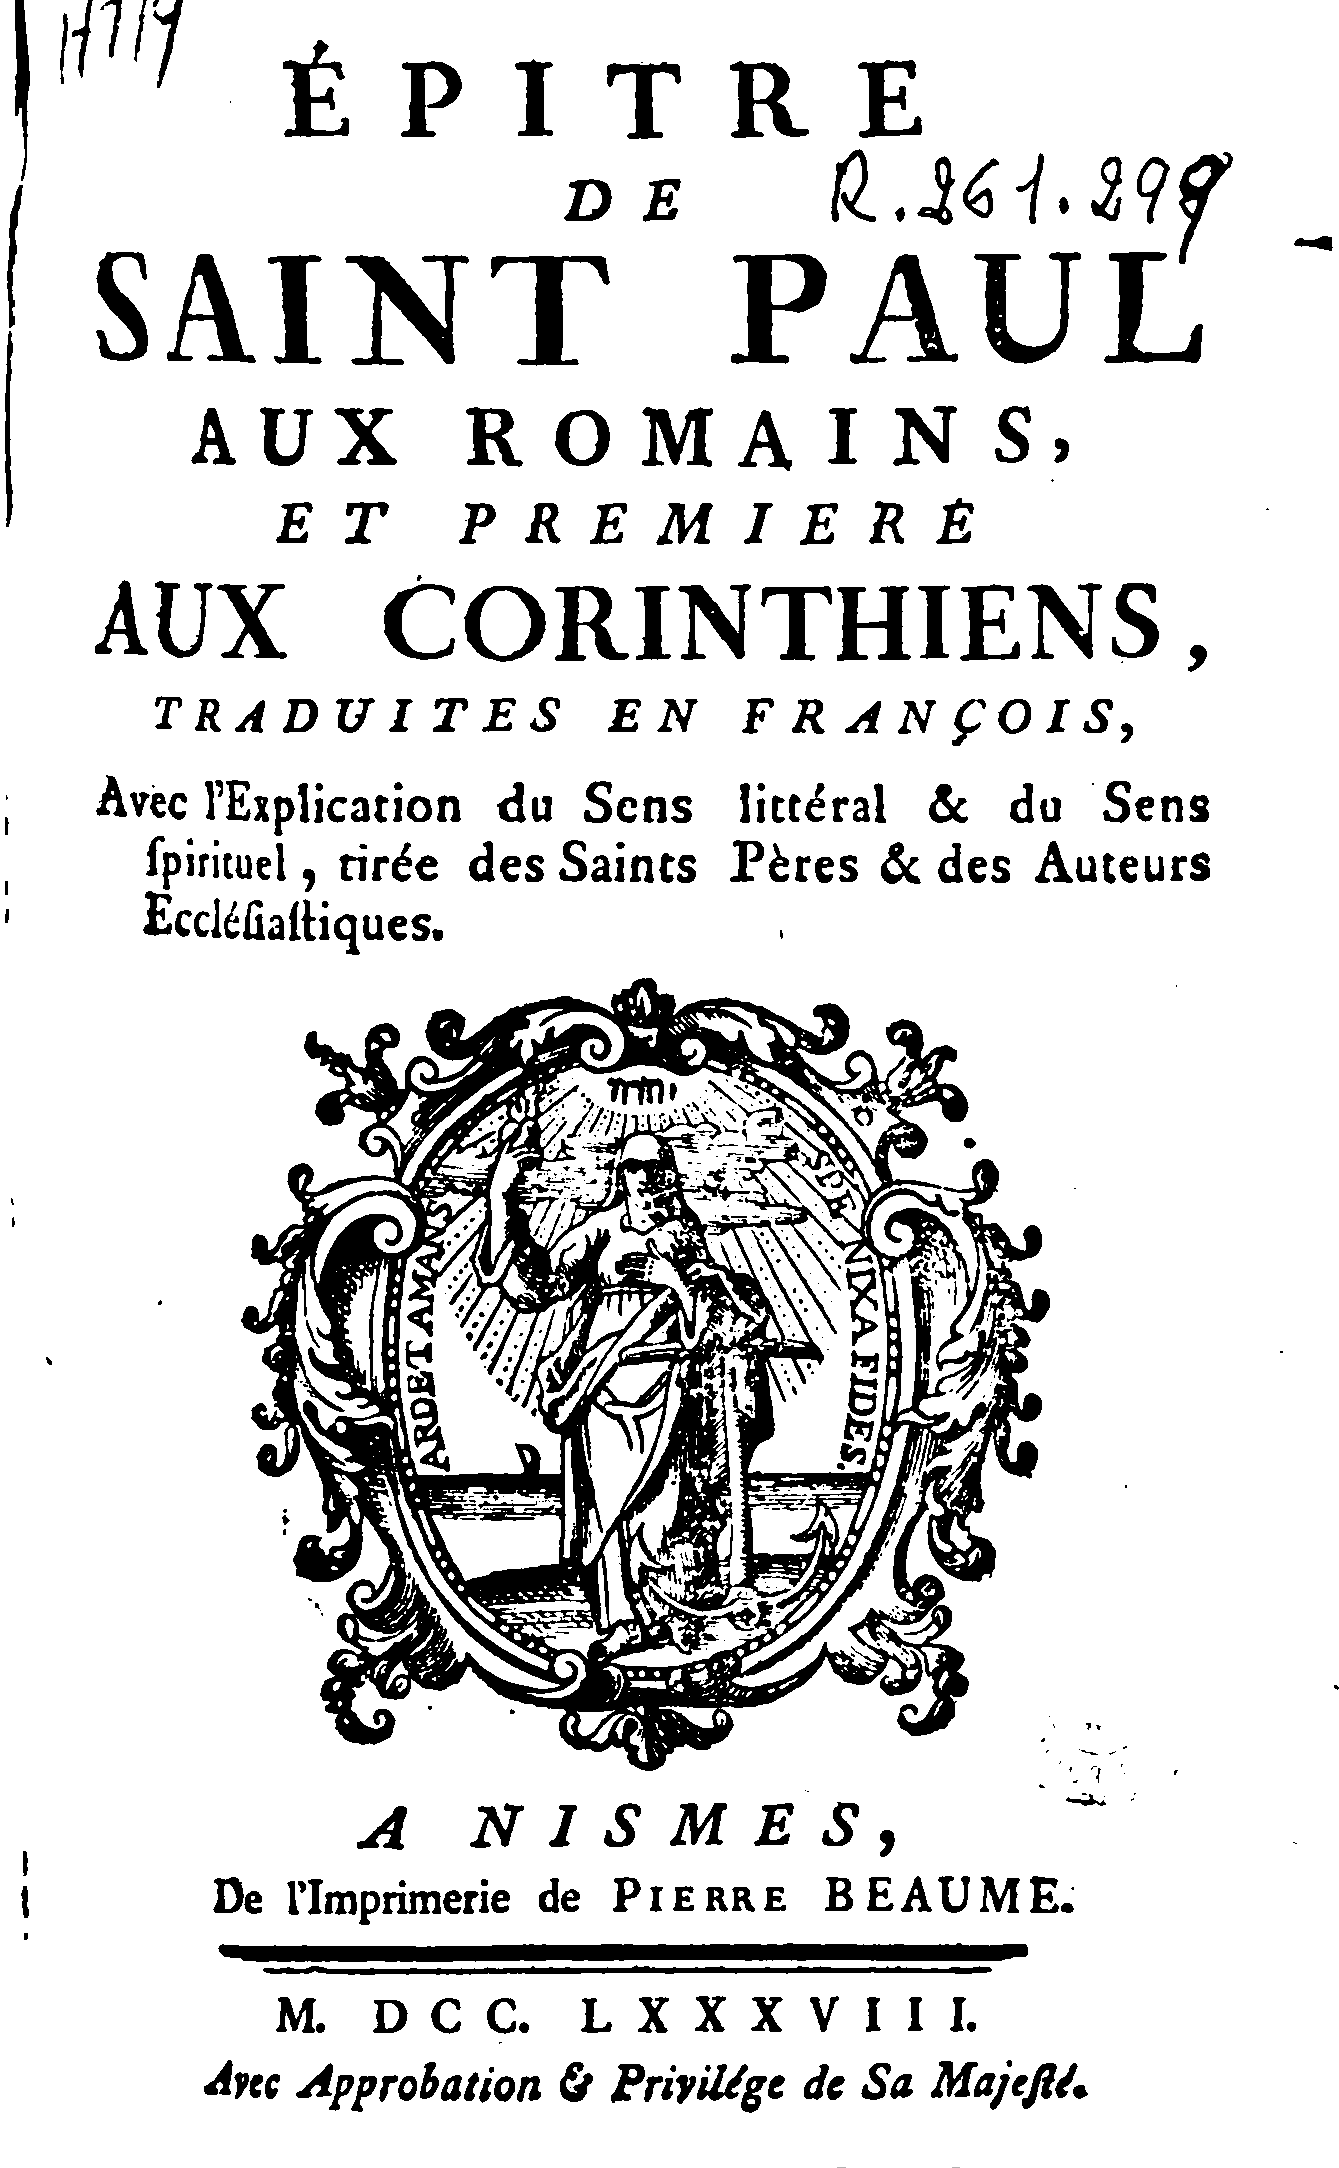 ÉPITRE
DE
R.261.299
SAINT PAUL
AUX ROMAINS,
ET PREMIERE
AUX CORINTHIENS,
TRADUITES EN FRANÇOIS,
Avec l'Explication du Sens littéral & du Sens
ſpirituel, tirée des Saints Pères & des Auteurs
Eccléſiaſtiques.
ARDET AMANS
SPE NIXA FIDES.
A NISMES,
De l'Imprimerie de PIERRE BEAUME.
M. DCC. LXXXVIII.
Avec Approbation & Privilége de Sa Majeſté.